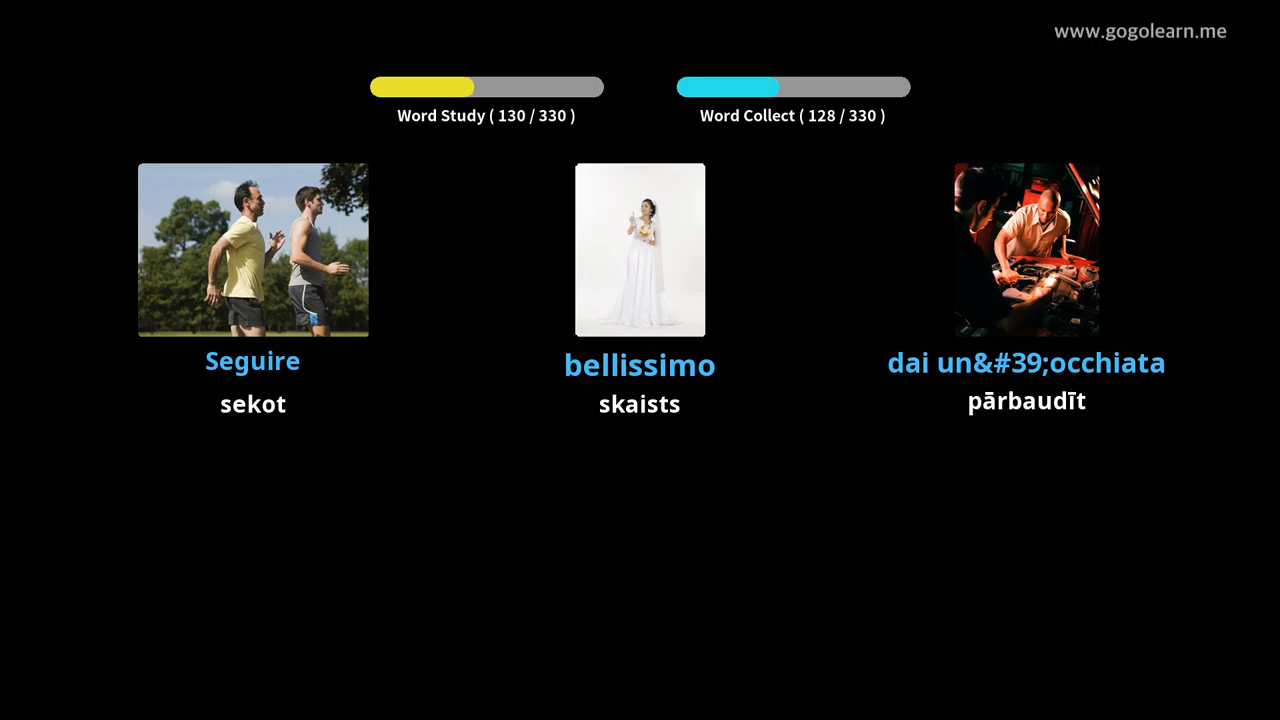 www.gogolearn.me
Word Study ( 130 / 330 )
Word Collect ( 128 / 330 )
Seguire
sekot
bellissimo
skaists
dai un&#39;occhiata
pārbaudīt